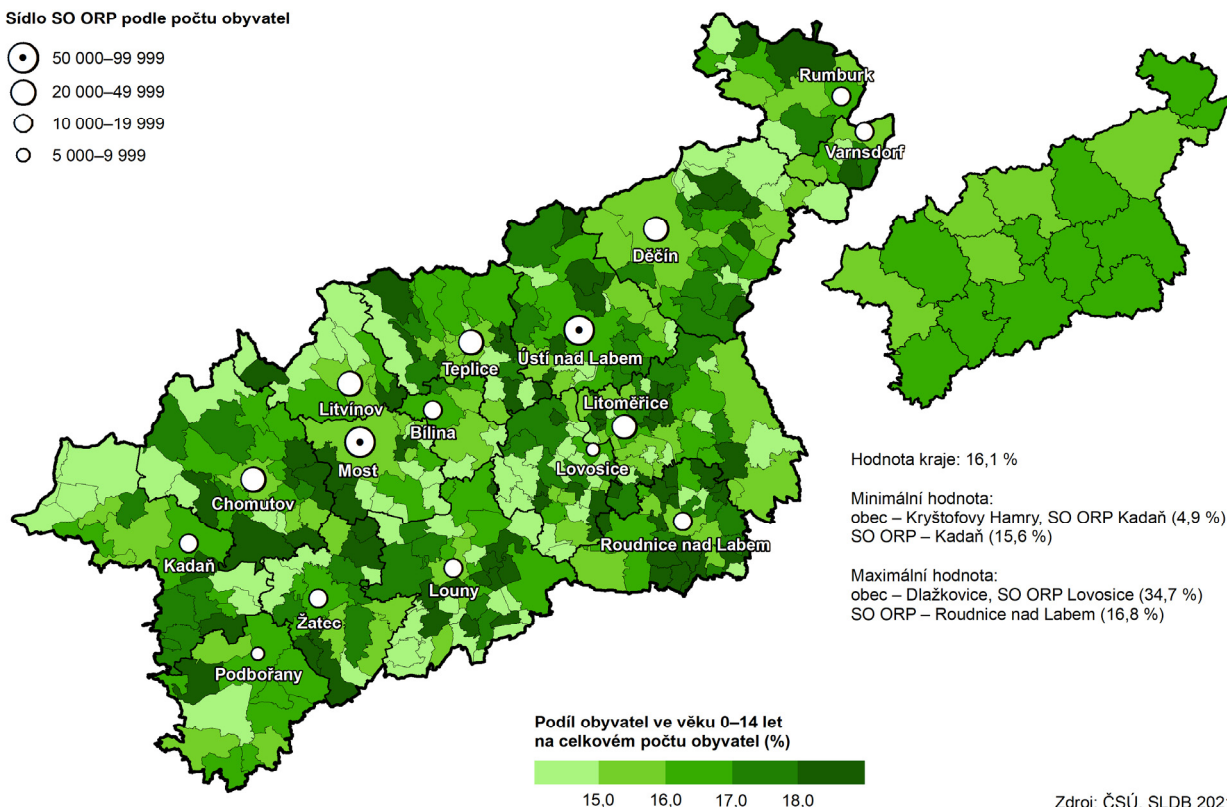 Sídlo SO ORP podle počtu obyvatel
50 000–99 999
20 000–49 999
10 000–19 999
5 000–9 999
Rumburk
Varnsdorf
Děčín
Ústí nad Labem
Teplice
Litvínov
Litoměřice
Bílina
Most
Lovosice
Chomutov
Roudnice nad Labem
Kadaň
Louny
Žatec
Podbořany
Hodnota kraje: 16,1 %
Minimální hodnota:
obec – Kryštofovy Hamry, SO ORP Kadaň (4,9 %)
SO ORP – Kadaň (15,6 %)
Maximální hodnota:
obec – Dlažkovice, SO ORP Lovosice (34,7 %)
SO ORP – Roudnice nad Labem (16,8 %)
Podíl obyvatel ve věku 0–14 let
na celkovém počtu obyvatel (%)
15,0 16,0 17,0 18,0
Zdroj: ČSÚ, SLDB